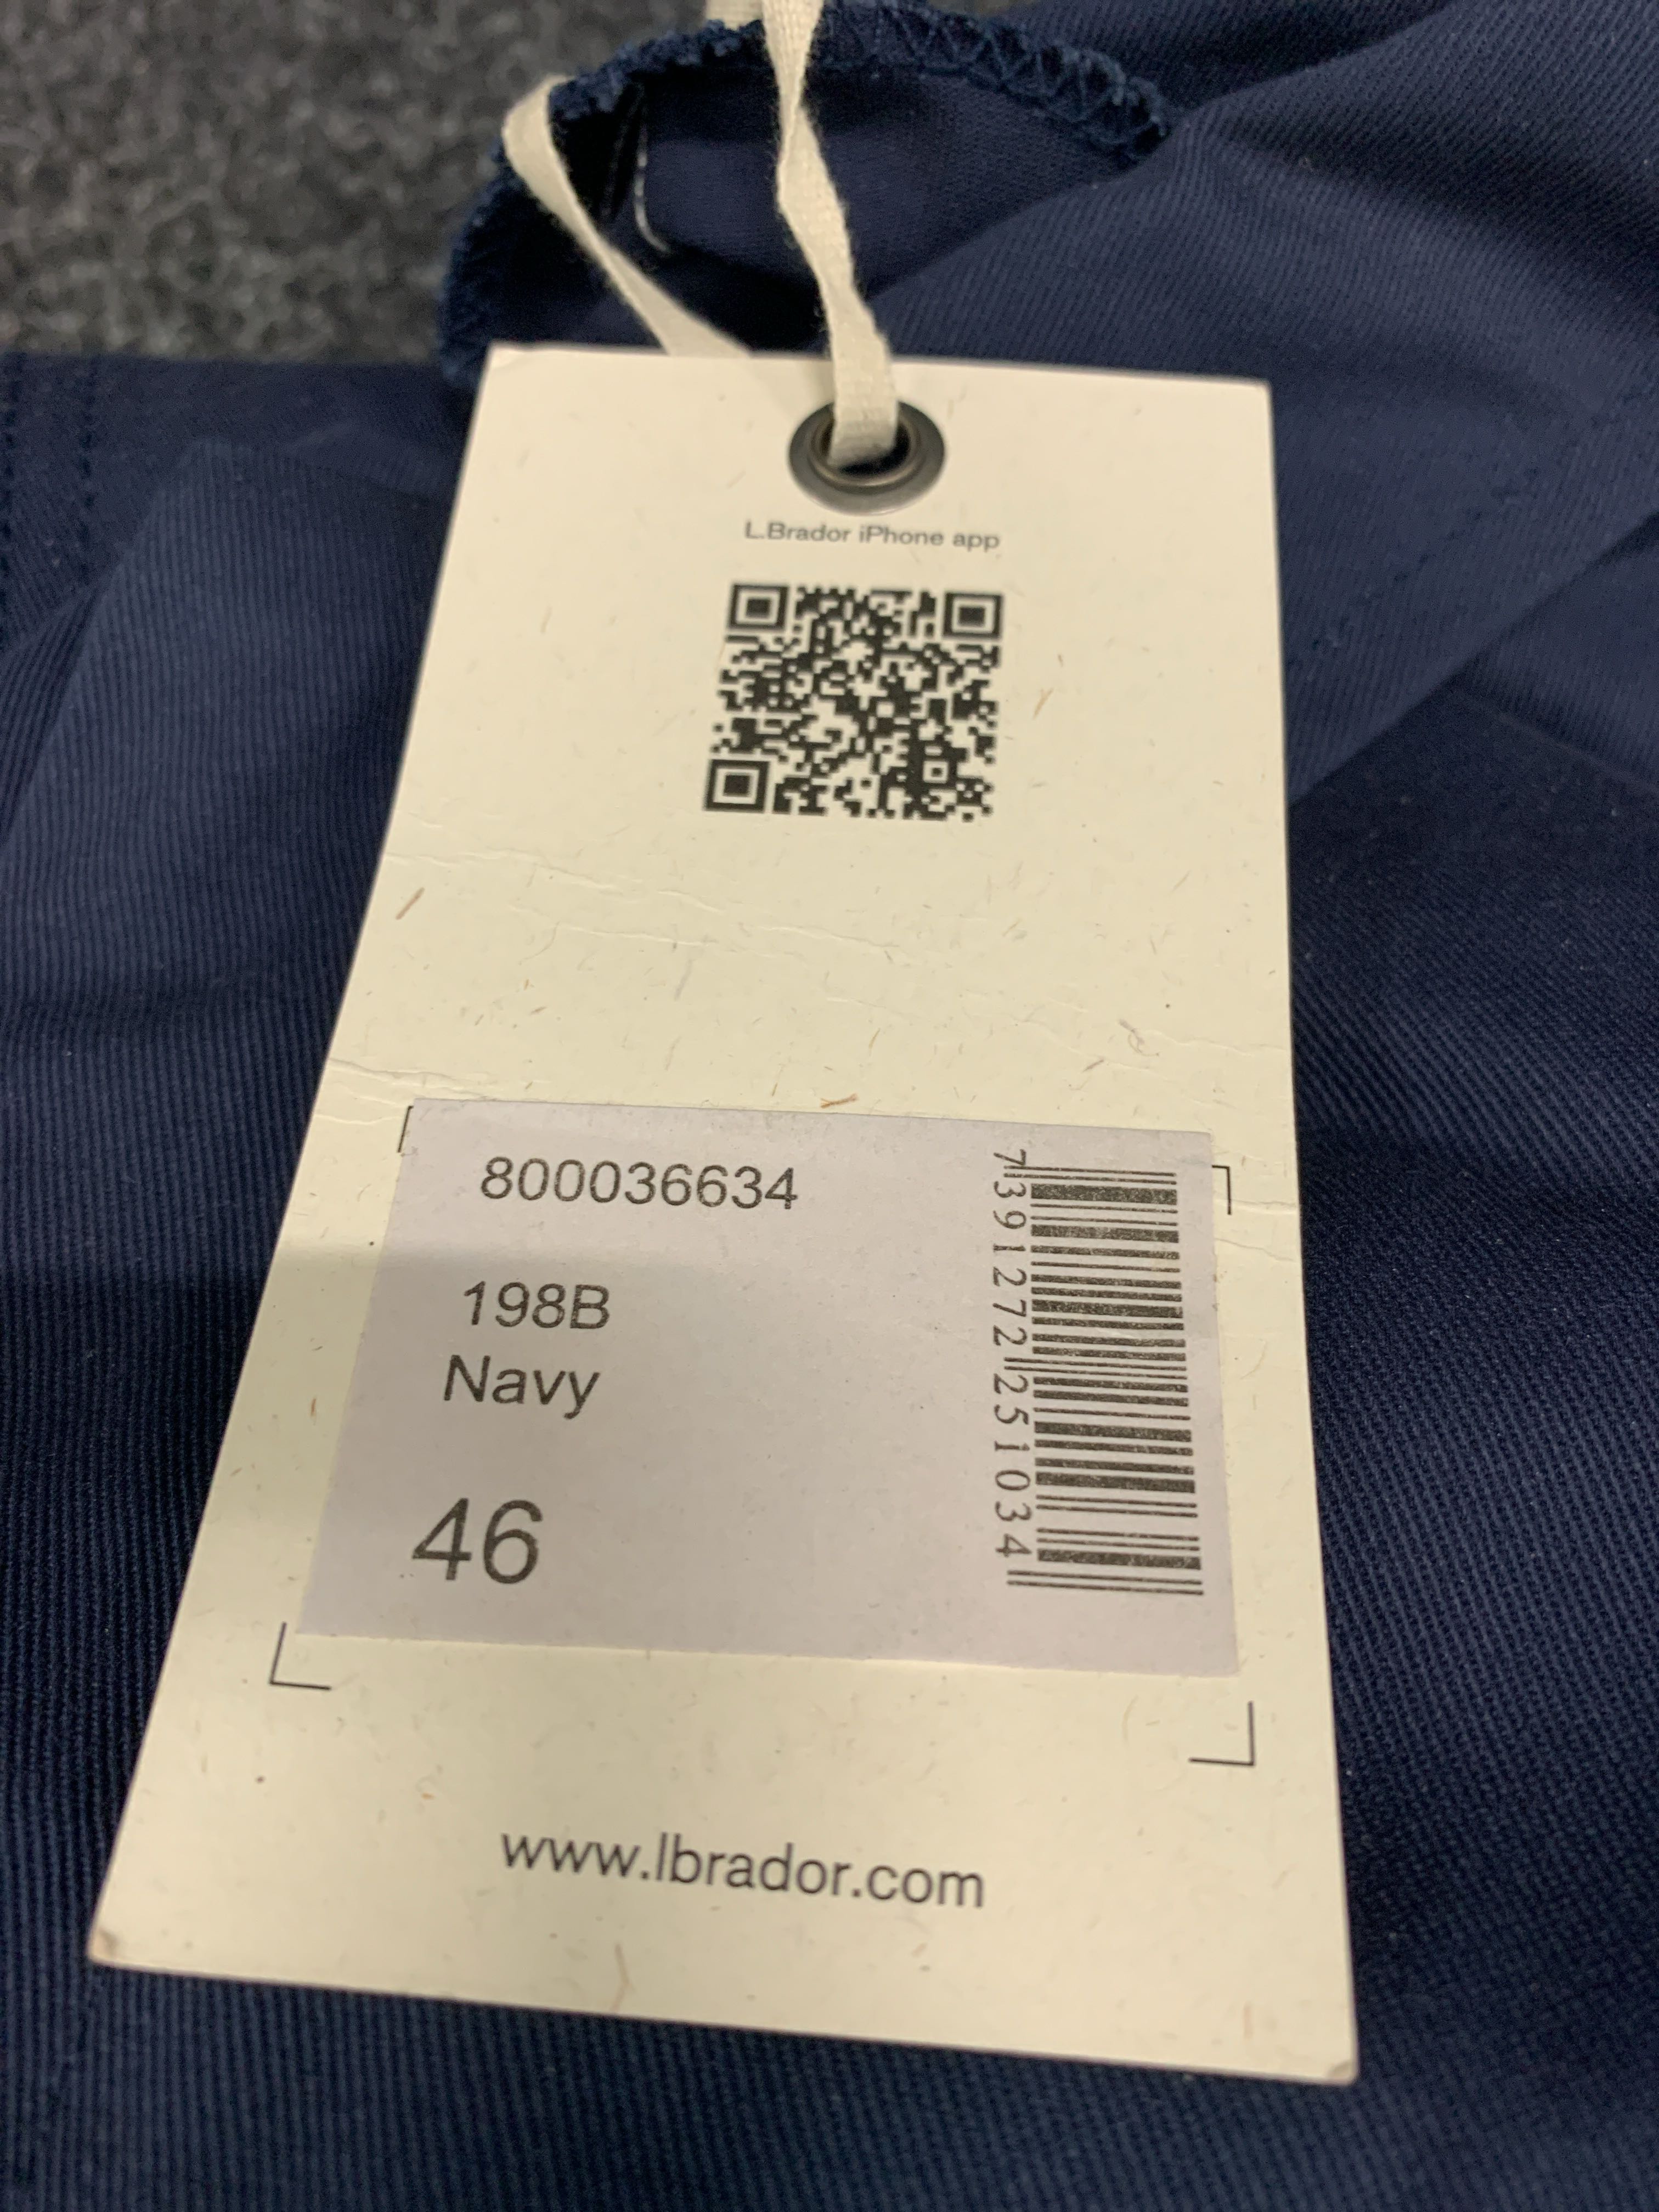 L.Brador iPhone app
800036634
198B
Navy
46
7391272251034
www.lbrador.com